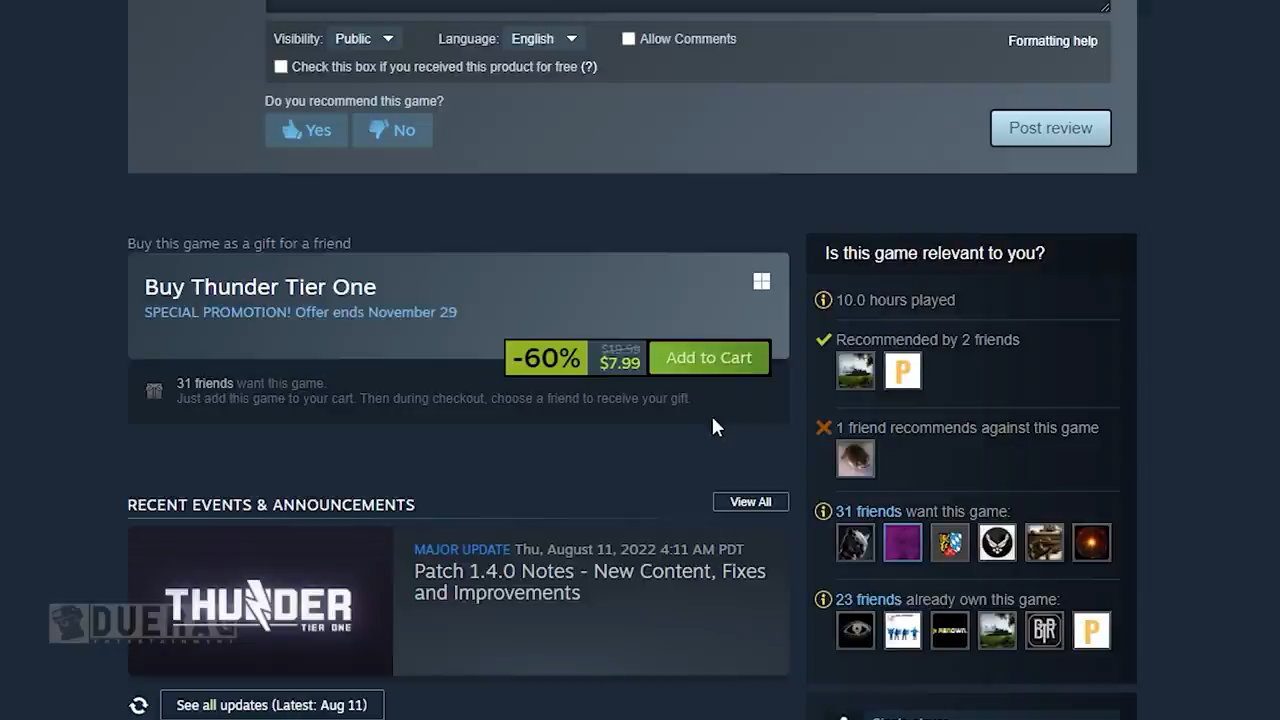 Visibility: Public Language: English Allow Comments Formatting help
Check this box if you received this product for free (?)
Do you recommend this game?
Yes No Post review
Buy this game as a gift for a friend
Buy Thunder Tier One
SPECIAL PROMOTION! Offer ends November 29
-60% $19.99 $7.99 Add to Cart
31 friends want this game.
Just add this game to your cart. Then during checkout, choose a friend to receive your gift.
Is this game relevant to you?
10.0 hours played
Recommended by 2 friends
P
1 friend recommends against this game
31 friends want this game:
23 friends already own this game:
P
RECENT EVENTS & ANNOUNCEMENTS View All
MAJOR UPDATE Thu, August 11, 2022 4:11 AM PDT
Patch 1.4.0 Notes - New Content, Fixes
and Improvements
THUNDER
TIER ONE
ENTERTAINMENT
See all updates (Latest: Aug 11)